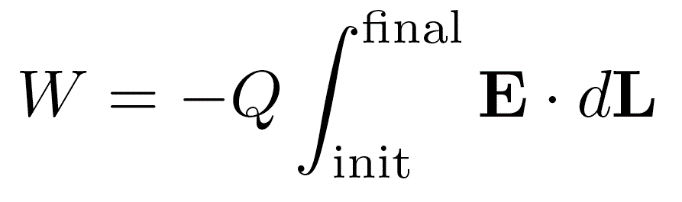 W = −Q ∫_init^final E · dL